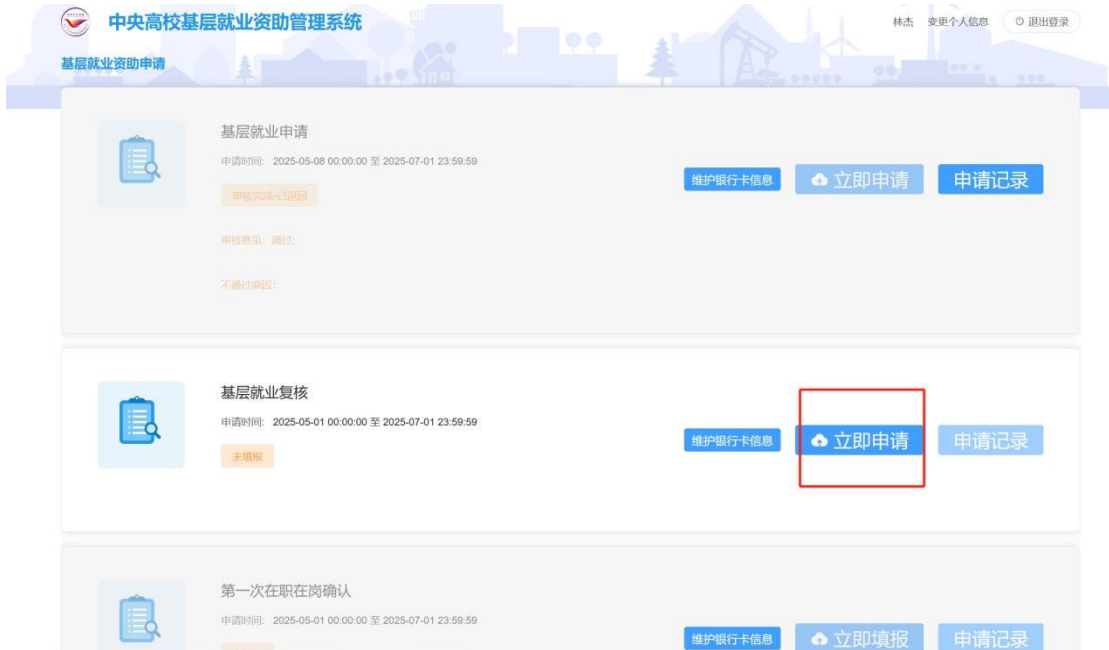 中央高校基层就业资助管理系统
林杰 变更个人信息 退出登录
基层就业资助申请
基层就业申请
申请时间: 2025-05-08 00:00:00 至 2025-07-01 23:59:59
维护银行卡信息 立即申请 申请记录
审核完成-已退回
审核意见: 通过;
不通过原因:
基层就业复核
申请时间: 2025-05-01 00:00:00 至 2025-07-01 23:59:59
维护银行卡信息 立即申请 申请记录
未填报
第一次在职在岗确认
申请时间: 2025-05-01 00:00:00 至 2025-07-01 23:59:59
维护银行卡信息 立即填报 申请记录